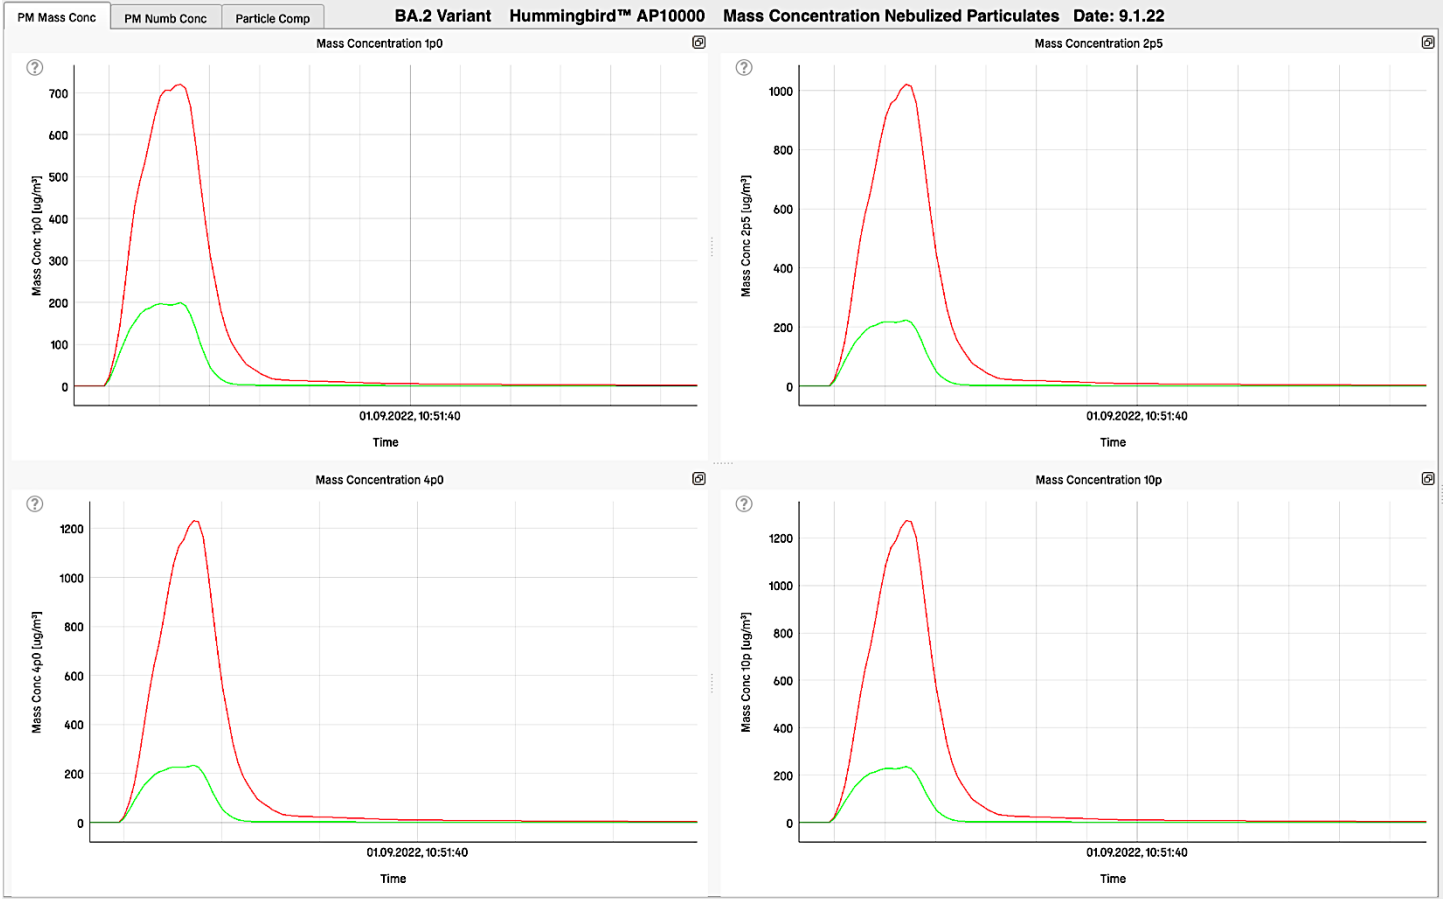 PM Mass Conc PM Numb Conc Particle Comp BA.2 Variant Hummingbird™ AP10000 Mass Concentration Nebulized Particulates Date: 9.1.22
Mass Concentration 1p0
?
700
600
500
400
300
200
100
0
Mass Conc 1p0 [ug/m³]
01.09.2022, 10:51:40
Time
Mass Concentration 2p5
?
1000
800
600
400
200
0
Mass Conc 2p5 [ug/m³]
01.09.2022, 10:51:40
Time
Mass Concentration 4p0
?
1200
1000
800
600
400
200
0
Mass Conc 4p0 [ug/m³]
01.09.2022, 10:51:40
Time
Mass Concentration 10p
?
1200
1000
800
600
400
200
0
Mass Conc 10p [ug/m³]
01.09.2022, 10:51:40
Time